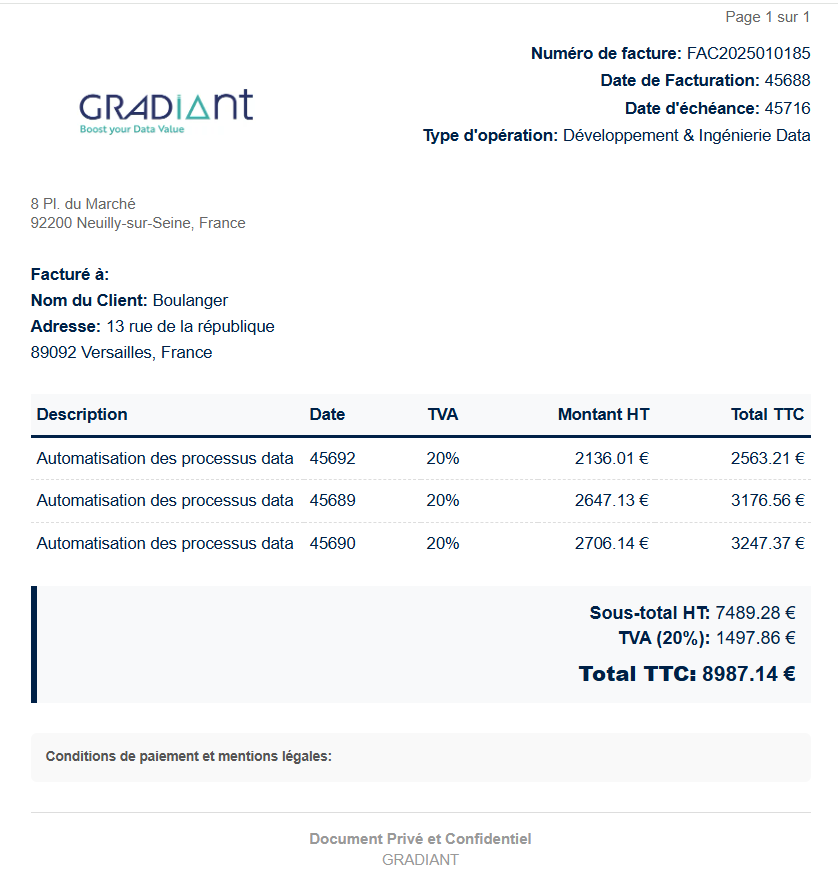 Page 1 sur 1
Numéro de facture: FAC2025010185
Date de Facturation: 45688
Date d'échéance: 45716
Type d'opération: Développement & Ingénierie Data
GRADIANT
Boost your Data Value
8 Pl. du Marché
92200 Neuilly-sur-Seine, France
Facturé à:
Nom du Client: Boulanger
Adresse: 13 rue de la république
89092 Versailles, France
Description Date TVA Montant HT Total TTC
Automatisation des processus data 45692 20% 2136.01 € 2563.21 €
Automatisation des processus data 45689 20% 2647.13 € 3176.56 €
Automatisation des processus data 45690 20% 2706.14 € 3247.37 €
Sous-total HT: 7489.28 €
TVA (20%): 1497.86 €
Total TTC: 8987.14 €
Conditions de paiement et mentions légales:
Document Privé et Confidentiel
GRADIANT